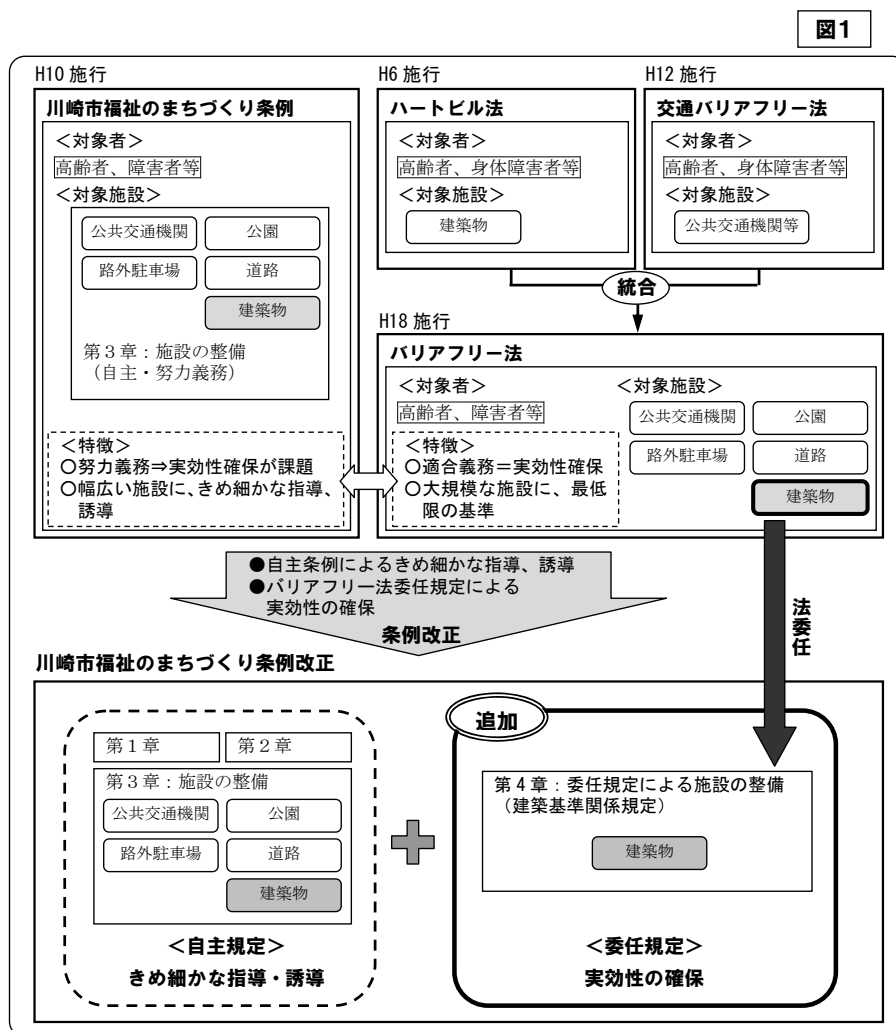 図1
H10 施行
川崎市福祉のまちづくり条例
＜対象者＞
高齢者、障害者等
＜対象施設＞
公共交通機関
公園
路外駐車場
道路
建築物
第３章：施設の整備
（自主・努力義務）
＜特徴＞
○努力義務⇒実効性確保が課題
○幅広い施設に、きめ細かな指導、
誘導
H6 施行
ハートビル法
＜対象者＞
高齢者、身体障害者等
＜対象施設＞
建築物
H12 施行
交通バリアフリー法
＜対象者＞
高齢者、身体障害者等
＜対象施設＞
公共交通機関等
統合
H18 施行
バリアフリー法
＜対象者＞
高齢者、障害者等
＜特徴＞
○適合義務＝実効性確保
○大規模な施設に、最低
限の基準
＜対象施設＞
公共交通機関
公園
路外駐車場
道路
建築物
●自主条例によるきめ細かな指導、誘導
●バリアフリー法委任規定による
実効性の確保
条例改正
法委任
川崎市福祉のまちづくり条例改正
第１章
第２章
第３章：施設の整備
公共交通機関
公園
路外駐車場
道路
建築物
＜自主規定＞
きめ細かな指導・誘導
追加
第４章：委任規定による施設の整備
（建築基準関係規定）
建築物
＜委任規定＞
実効性の確保